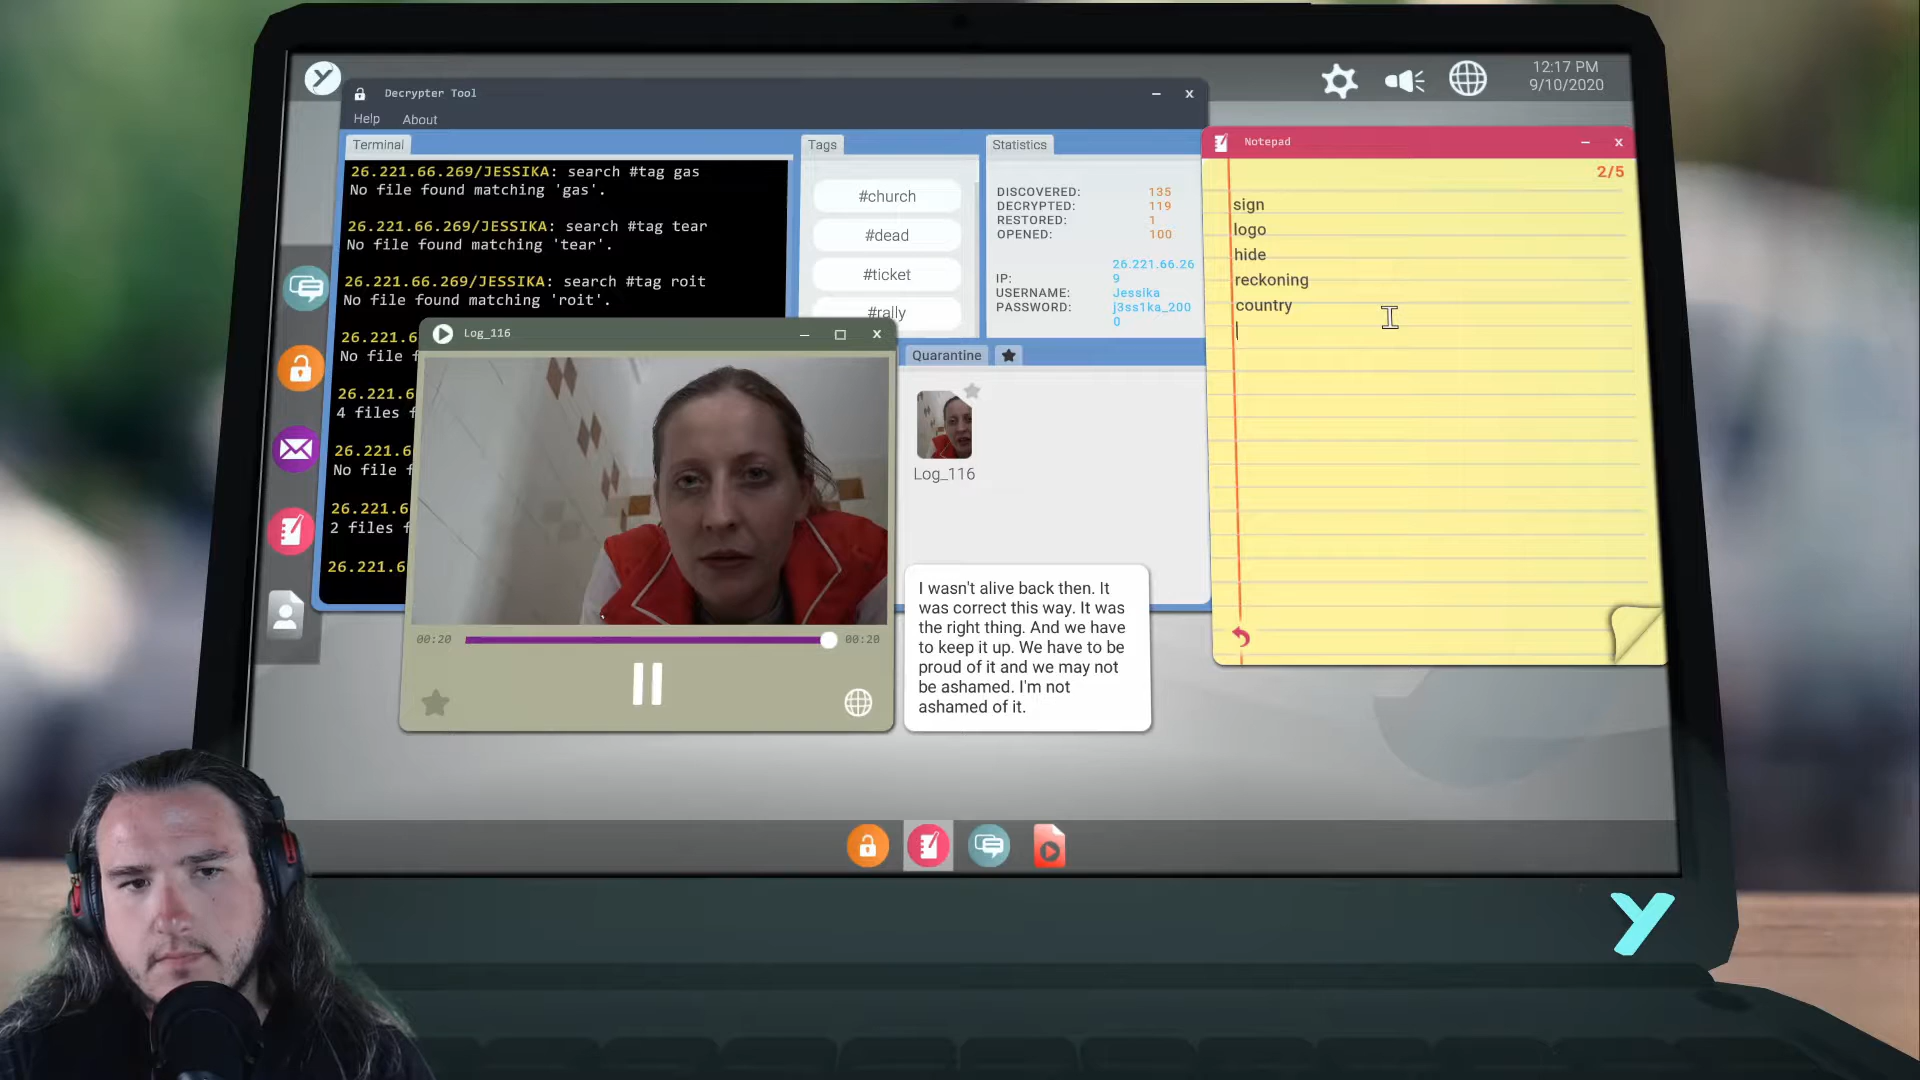 12:17 PM
9/10/2020
Decrypter Tool
Help
About
Terminal
26.221.66.269/JESSIKA: search #tag gas
No file found matching 'gas'.
26.221.66.269/JESSIKA: search #tag tear
No file found matching 'tear'.
26.221.66.269/JESSIKA: search #tag roit
No file found matching 'roit'.
26.221.6
No file f
26.221.6
4 files f
26.221.6
No file f
26.221.6
2 files f
26.221.6
Tags
#church
#dead
#ticket
#rally
Statistics
DISCOVERED: 135
DECRYPTED: 119
RESTORED: 1
OPENED: 100
IP: 26.221.66.26
9
USERNAME: Jessika
PASSWORD: j3ss1ka_200
0
Quarantine
Log_116
Log_116
00:20
00:20
I wasn't alive back then. It
was correct this way. It was
the right thing. And we have
to keep it up. We have to be
proud of it and we may not
be ashamed. I'm not
ashamed of it.
Notepad
2/5
sign
logo
hide
reckoning
country